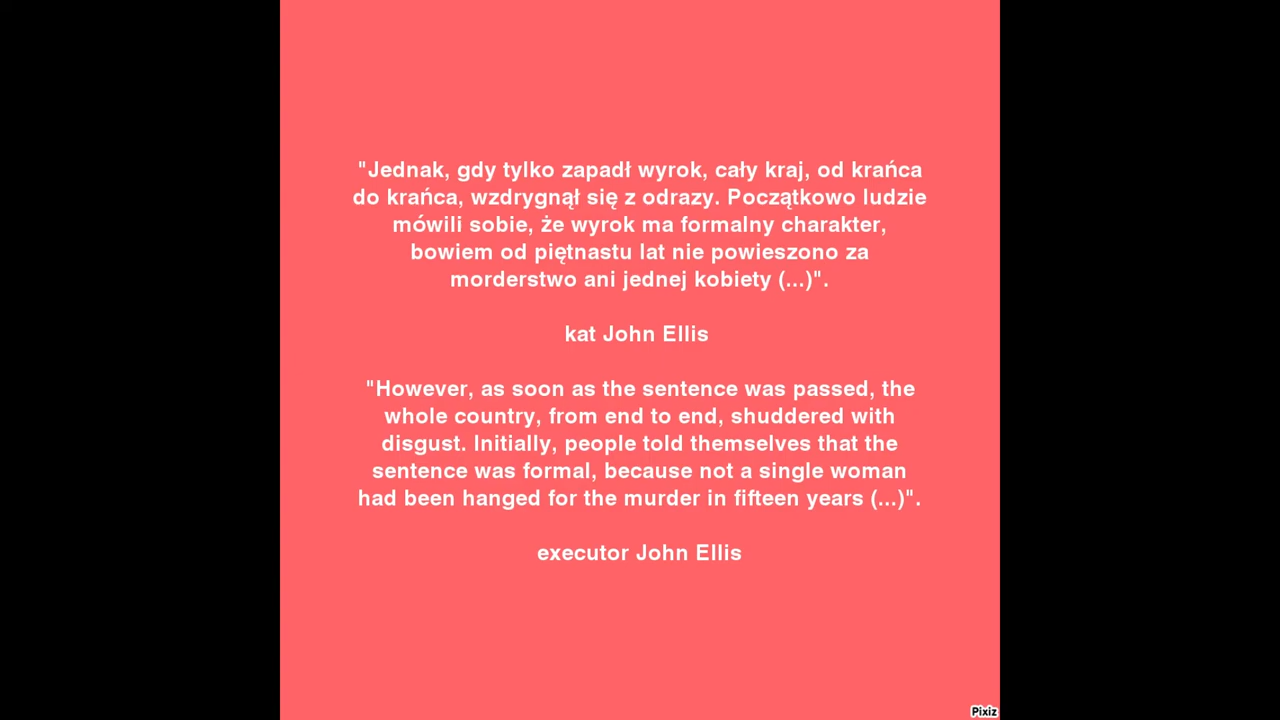 "Jednak, gdy tylko zapadł wyrok, cały kraj, od krańca
do krańca, wzdrygnął się z odrazy. Początkowo ludzie
mówili sobie, że wyrok ma formalny charakter,
bowiem od piętnastu lat nie powieszono za
morderstwo ani jednej kobiety (...)".
kat John Ellis
"However, as soon as the sentence was passed, the
whole country, from end to end, shuddered with
disgust. Initially, people told themselves that the
sentence was formal, because not a single woman
had been hanged for the murder in fifteen years (...)".
executor John Ellis
Pixiz